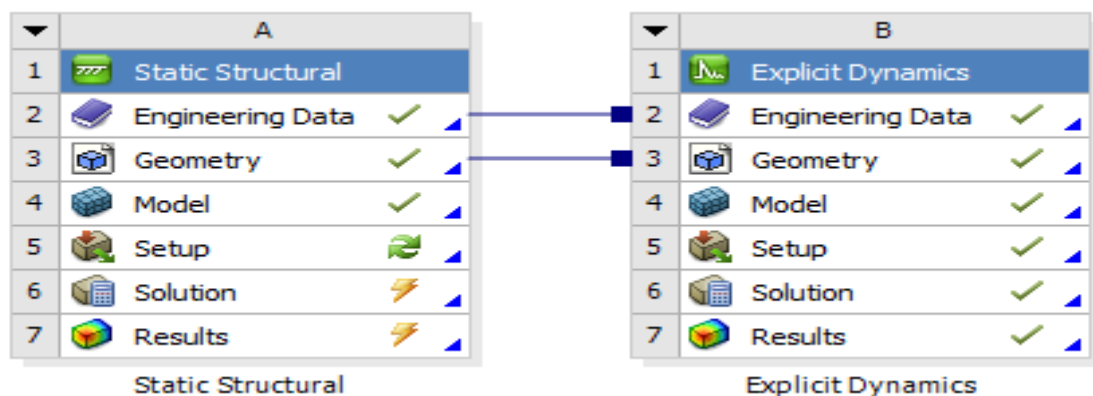 A
1 Static Structural
2 Engineering Data
3 Geometry
4 Model
5 Setup
6 Solution
7 Results
Static Structural
B
1 Explicit Dynamics
2 Engineering Data
3 Geometry
4 Model
5 Setup
6 Solution
7 Results
Explicit Dynamics